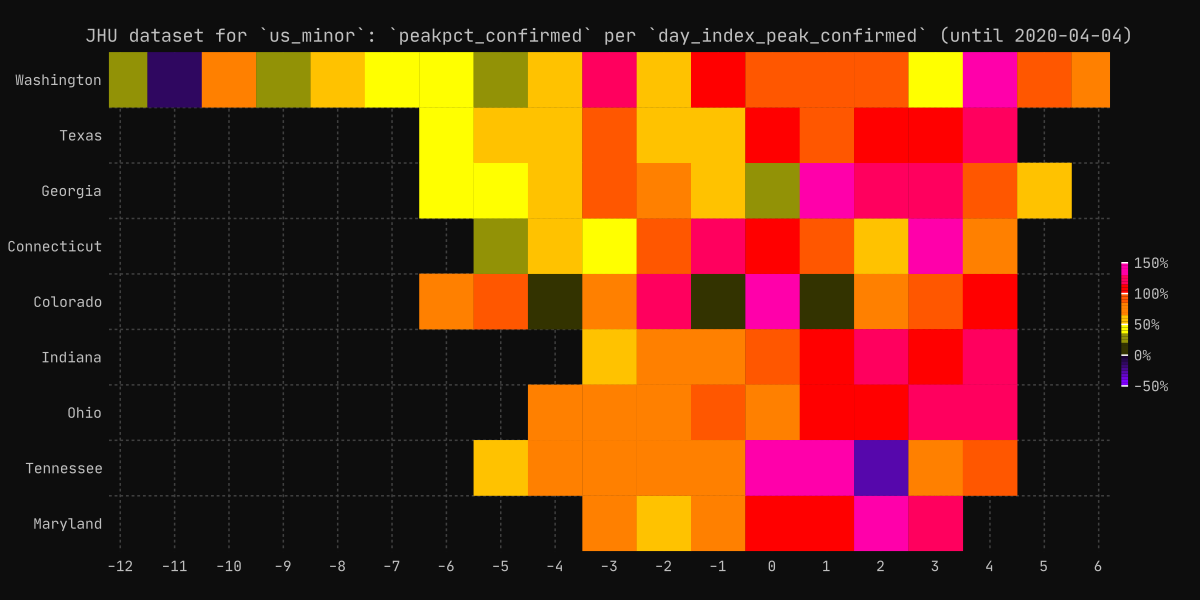 JHU dataset for `us_minor`: `peakpct_confirmed` per `day_index_peak_confirmed` (until 2020-04-04)
Washington
Texas
Georgia
Connecticut
Colorado
Indiana
Ohio
Tennessee
Maryland
-12 -11 -10 -9 -8 -7 -6 -5 -4 -3 -2 -1 0 1 2 3 4 5 6
150%
100%
50%
0%
-50%